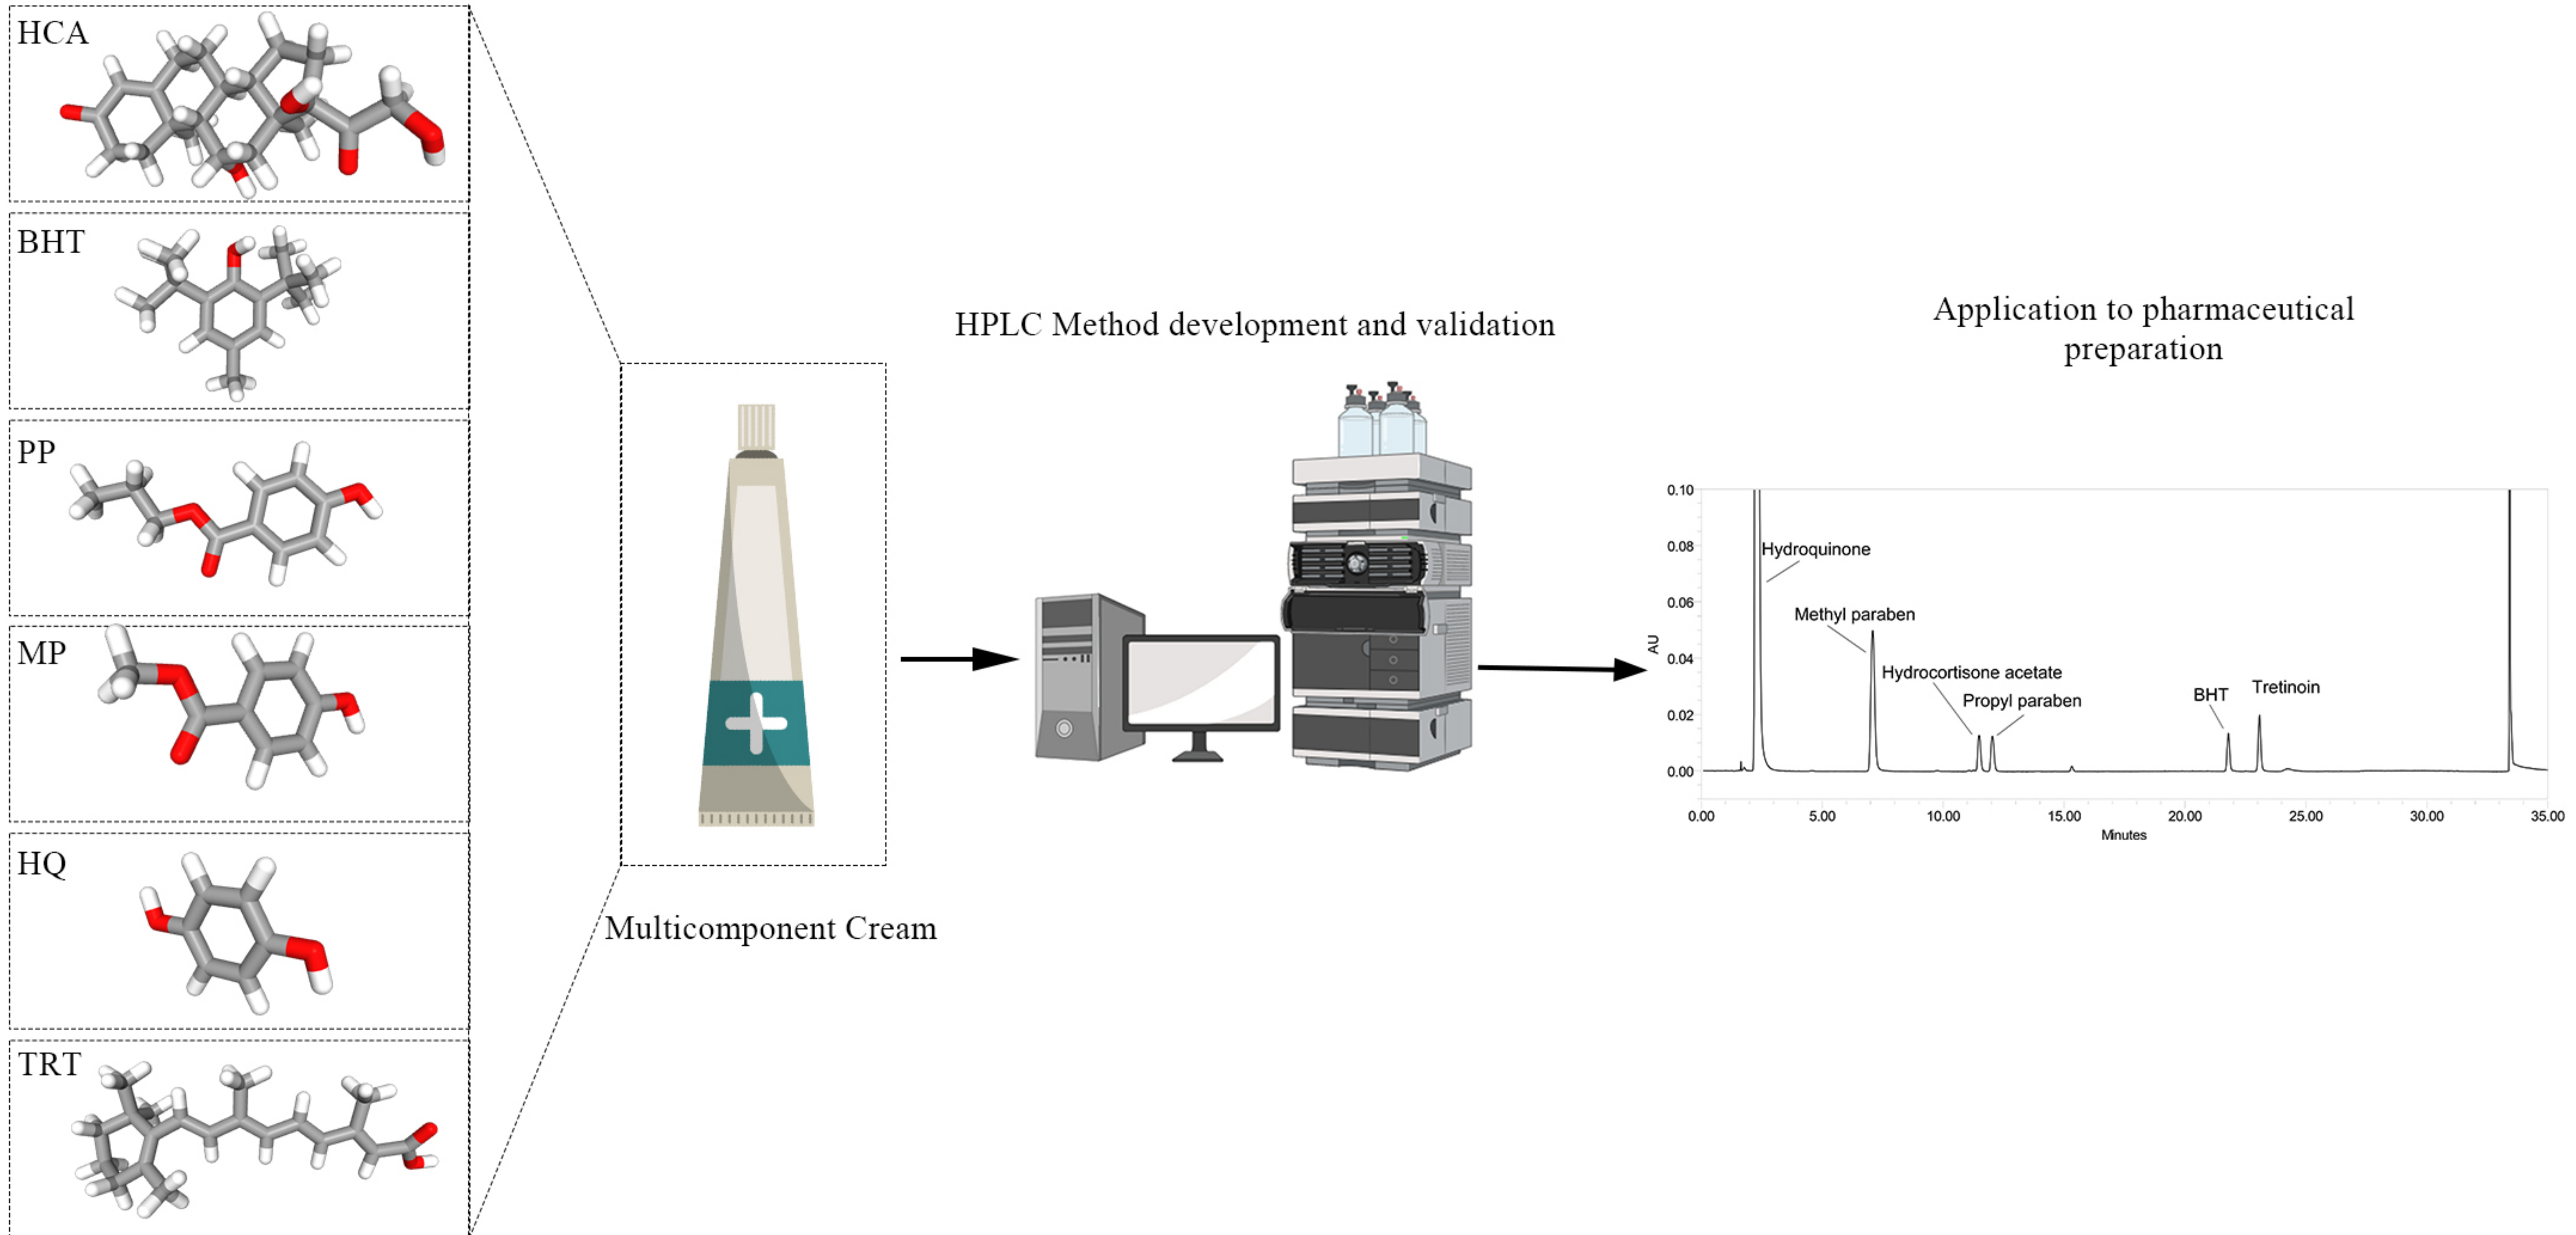 HCA
BHT
PP
MP
HQ
TRT
Multicomponent Cream
HPLC Method development and validation
Application to pharmaceutical
preparation
0.10
0.08
0.06
0.04
0.02
0.00
AU
Hydroquinone
Methyl paraben
Hydrocortisone acetate
Propyl paraben
BHT
Tretinoin
0.00 5.00 10.00 15.00 20.00 25.00 30.00 35.00
Minutes